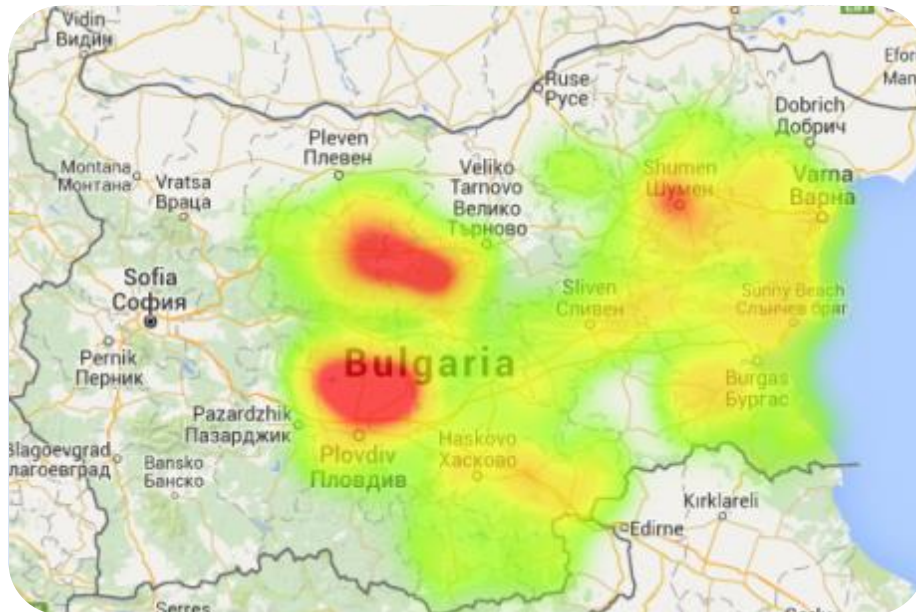 Vidin
Видин
Ruse
Русе
Dobrich
Добрич
Pleven
Плевен
Montana
Монтана
Vratsa
Враца
Veliko
Tarnovo
Велико
Търново
Shumen
Шумен
Varna
Варна
Sofia
София
Sliven
Сливен
Sunny Beach
Слънчев бряг
Pernik
Перник
Bulgaria
Burgas
Бургас
Pazardzhik
Пазарджик
Plovdiv
Пловдив
Haskovo
Хасково
Blagoevgrad
лагоевград
Bansko
Банско
Kırklareli
Edirne
Serres